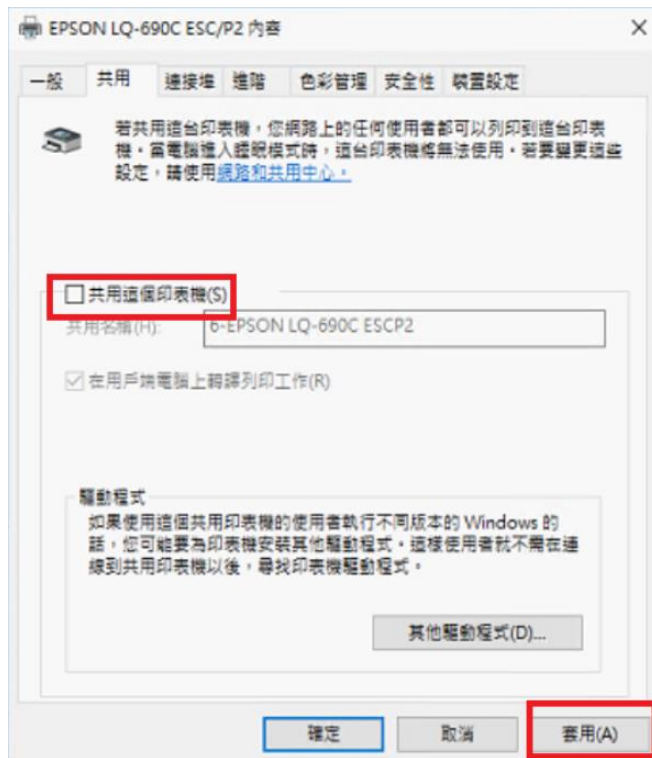 EPSON LQ-690C ESC/P2 內容
一般 共用 連接埠 進階 色彩管理 安全性 裝置設定
若共用這台印表機，您網路上的任何使用者都可以列印到這台印表
機。當電腦進入睡眠模式時，這台印表機將無法使用。若要變更這些
設定，請使用網路和共用中心。
共用這個印表機(S)
共用名稱(H): 6-EPSON LQ-690C ESCP2
在用戶端電腦上轉譯列印工作(R)
驅動程式
如果使用這個共用印表機的使用者執行不同版本的 Windows 的
話，您可能要為印表機安裝其他驅動程式。這樣使用者就不需在連
線到共用印表機以後，尋找印表機驅動程式。
其他驅動程式(D)...
確定 取消 套用(A)